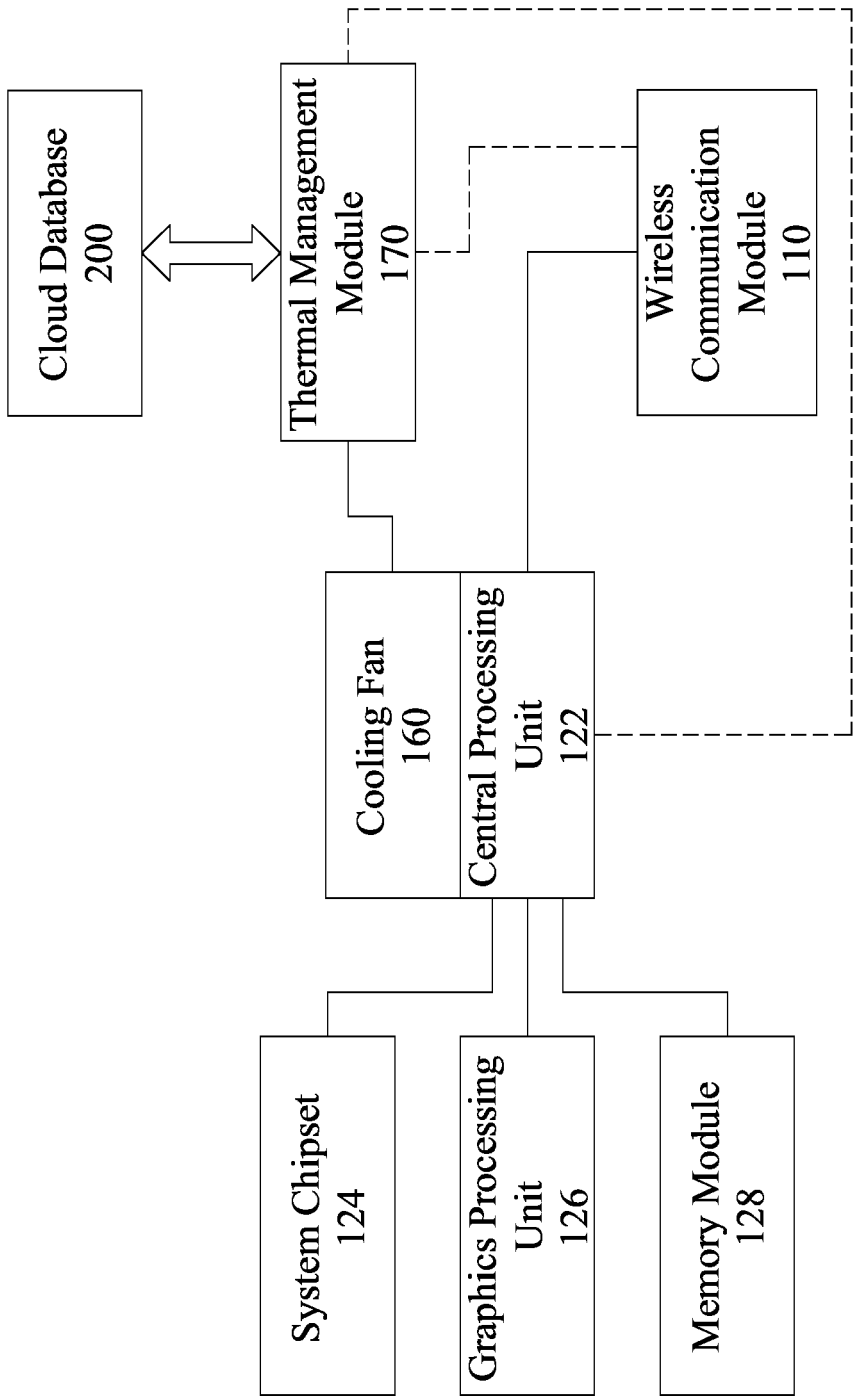 Cloud Database
200
Thermal Management
Module
170
Wireless
Communication
Module
110
Cooling Fan
160
Central Processing
Unit
122
System Chipset
124
Graphics Processing
Unit
126
Memory Module
128